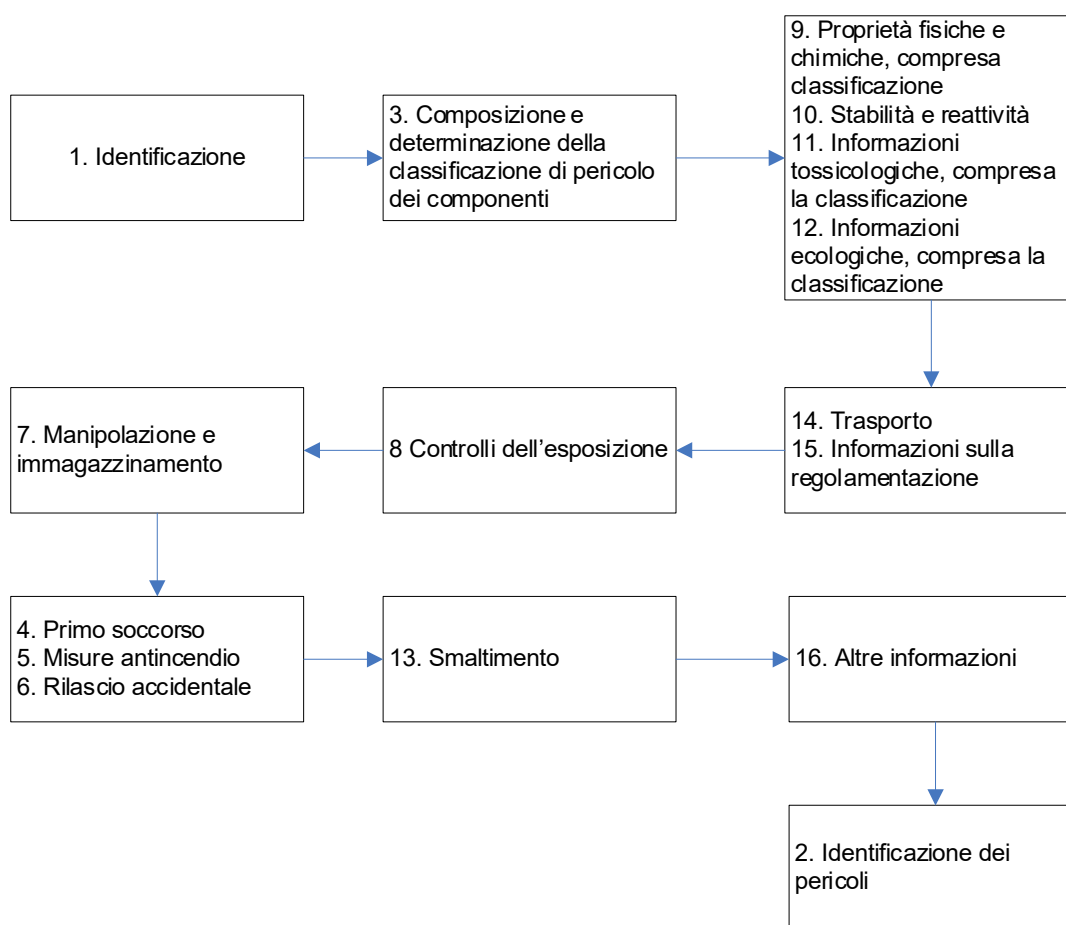 1. Identificazione
3. Composizione e
determinazione della
classificazione di pericolo
dei componenti
9. Proprietà fisiche e
chimiche, compresa
classificazione
10. Stabilità e reattività
11. Informazioni
tossicologiche, compresa
la classificazione
12. Informazioni
ecologiche, compresa la
classificazione
14. Trasporto
15. Informazioni sulla
regolamentazione
8 Controlli dell’esposizione
7. Manipolazione e
immagazzinamento
4. Primo soccorso
5. Misure antincendio
6. Rilascio accidentale
13. Smaltimento
16. Altre informazioni
2. Identificazione dei
pericoli